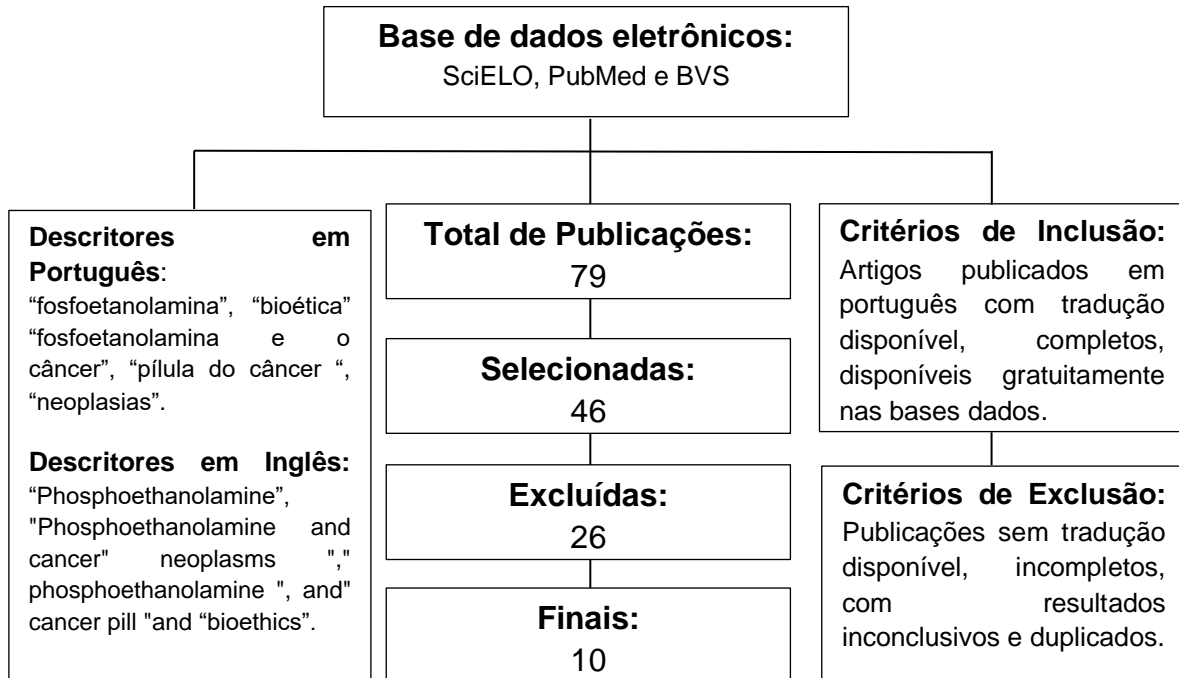 Base de dados eletrônicos:
SciELO, PubMed e BVS
Descritores em
Português:
“fosfoetanolamina”, “bioética”
“fosfoetanolamina e o
câncer”, “pílula do câncer “,
“neoplasias”.
Descritores em Inglês:
“Phosphoethanolamine”,
"Phosphoethanolamine and
cancer" neoplasms ","
phosphoethanolamine ", and"
cancer pill "and “bioethics”.
Total de Publicações:
79
Selecionadas:
46
Excluídas:
26
Finais:
10
Critérios de Inclusão:
Artigos publicados em
português com tradução
disponível, completos,
disponíveis gratuitamente
nas bases dados.
Critérios de Exclusão:
Publicações sem tradução
disponível, incompletos,
com resultados
inconclusivos e duplicados.